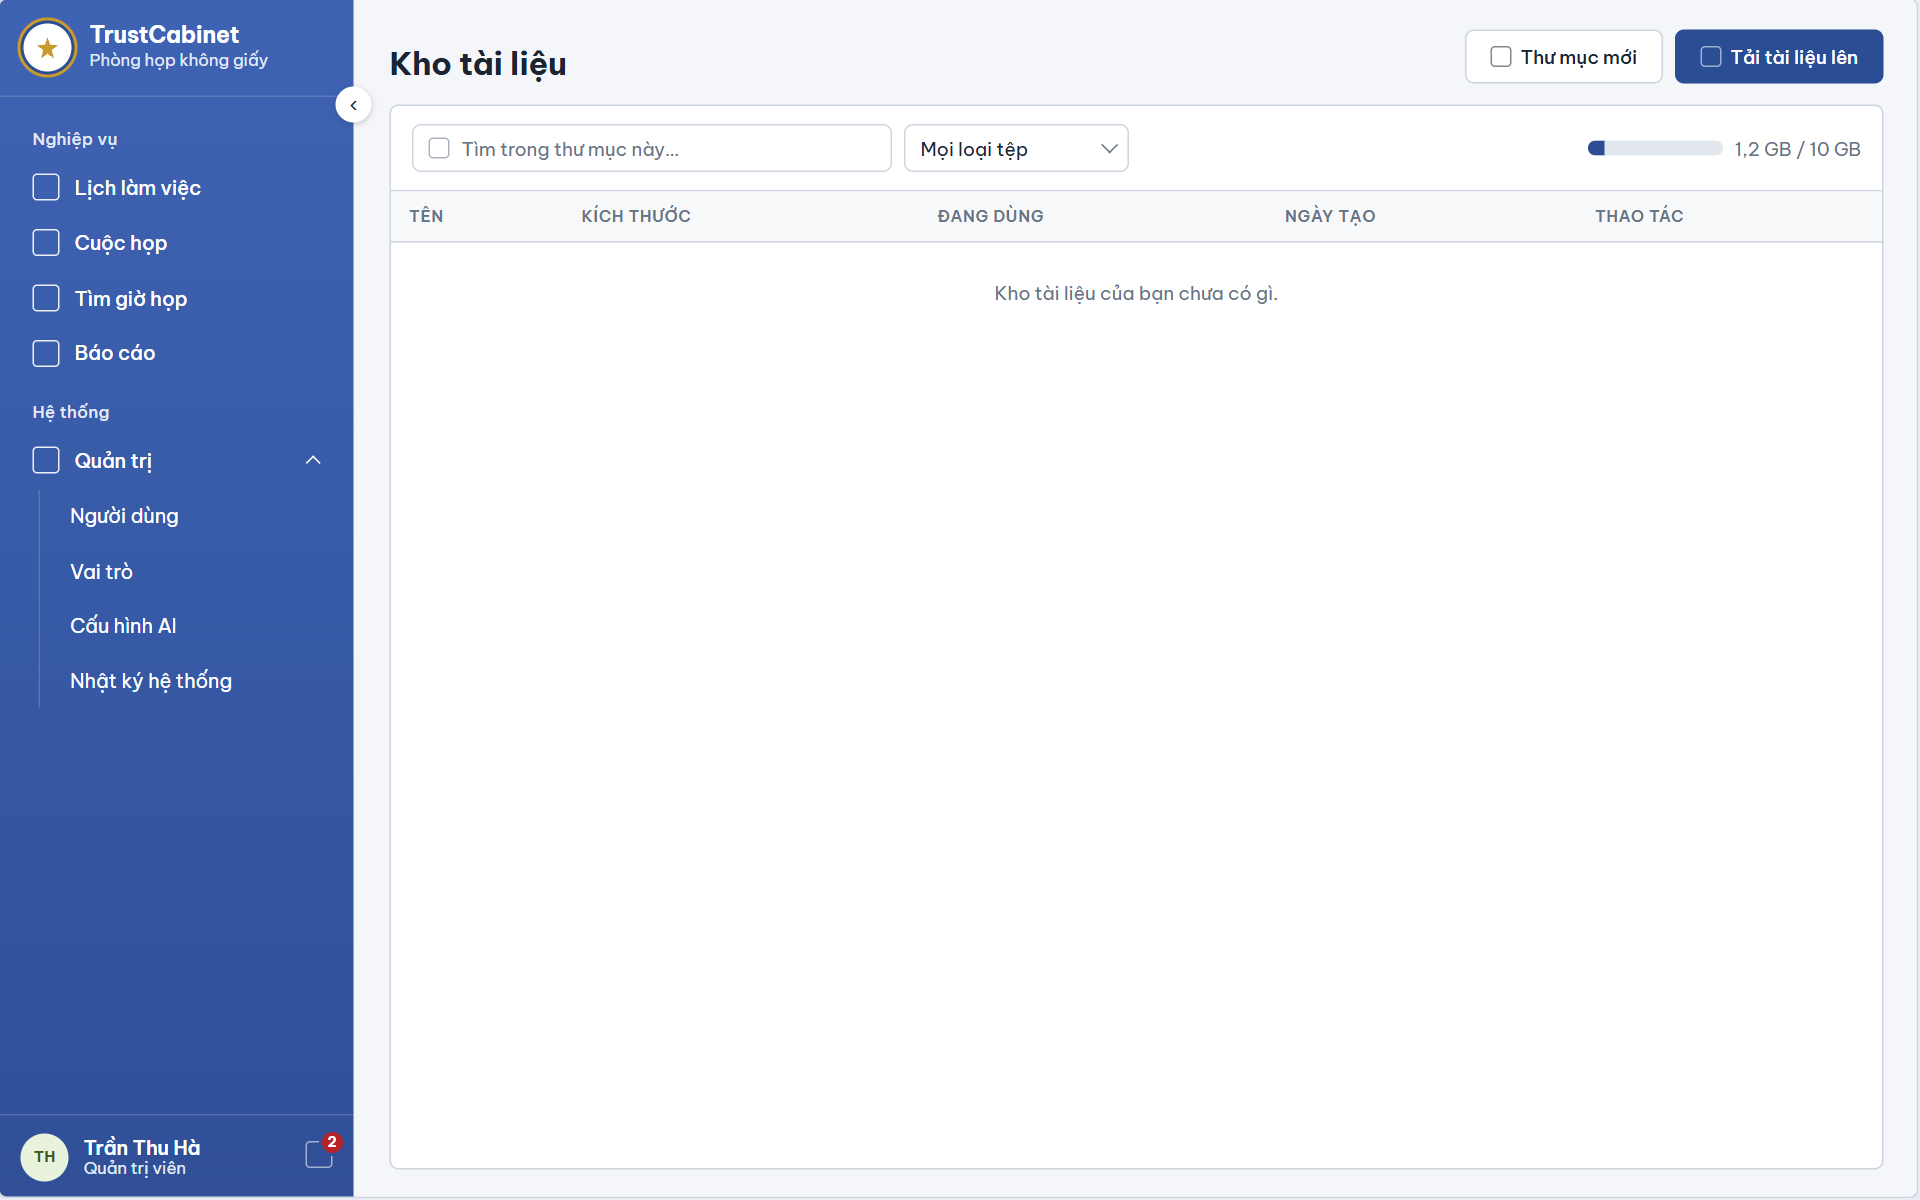 TrustCabinet
Phòng họp không giấy
Nghiệp vụ
Lịch làm việc
Cuộc họp
Tìm giờ họp
Báo cáo
Hệ thống
Quản trị
Người dùng
Vai trò
Cấu hình AI
Nhật ký hệ thống
TH
Trần Thu Hà
Quản trị viên
2
Kho tài liệu
Thư mục mới
Tải tài liệu lên
Tìm trong thư mục này...
Mọi loại tệp
1,2 GB / 10 GB
TÊN
KÍCH THƯỚC
ĐANG DÙNG
NGÀY TẠO
THAO TÁC
Kho tài liệu của bạn chưa có gì.